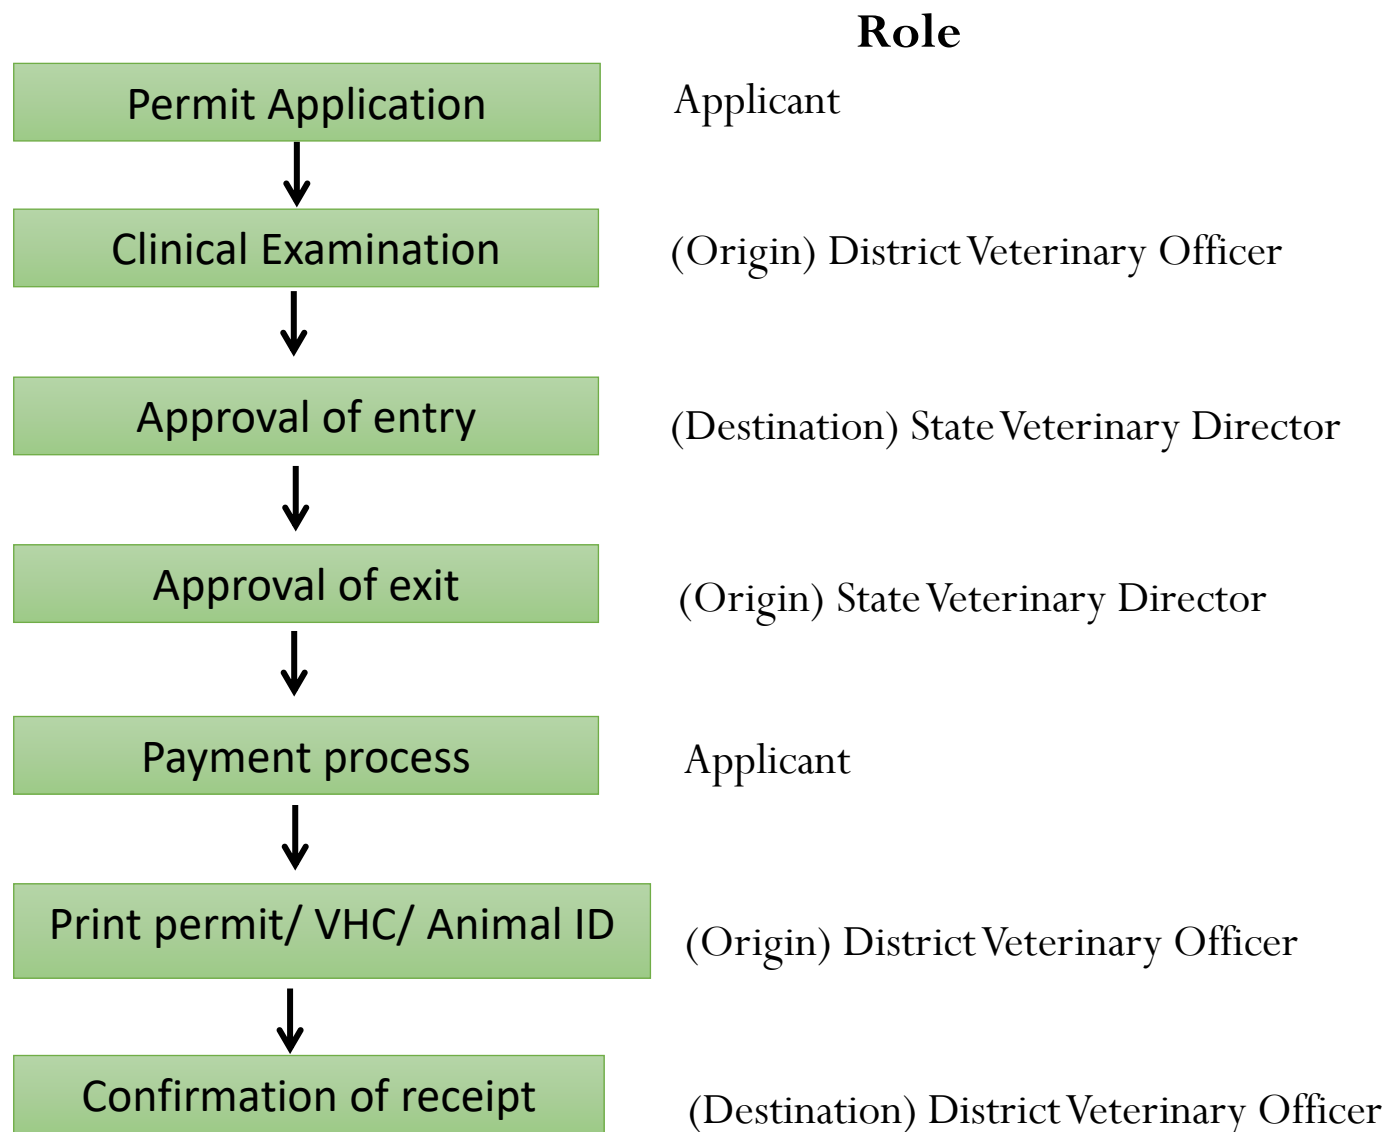 Role
Permit Application
Applicant
Clinical Examination
(Origin) District Veterinary Officer
Approval of entry
(Destination) State Veterinary Director
Approval of exit
(Origin) State Veterinary Director
Payment process
Applicant
Print permit/ VHC/ Animal ID
(Origin) District Veterinary Officer
Confirmation of receipt
(Destination) District Veterinary Officer